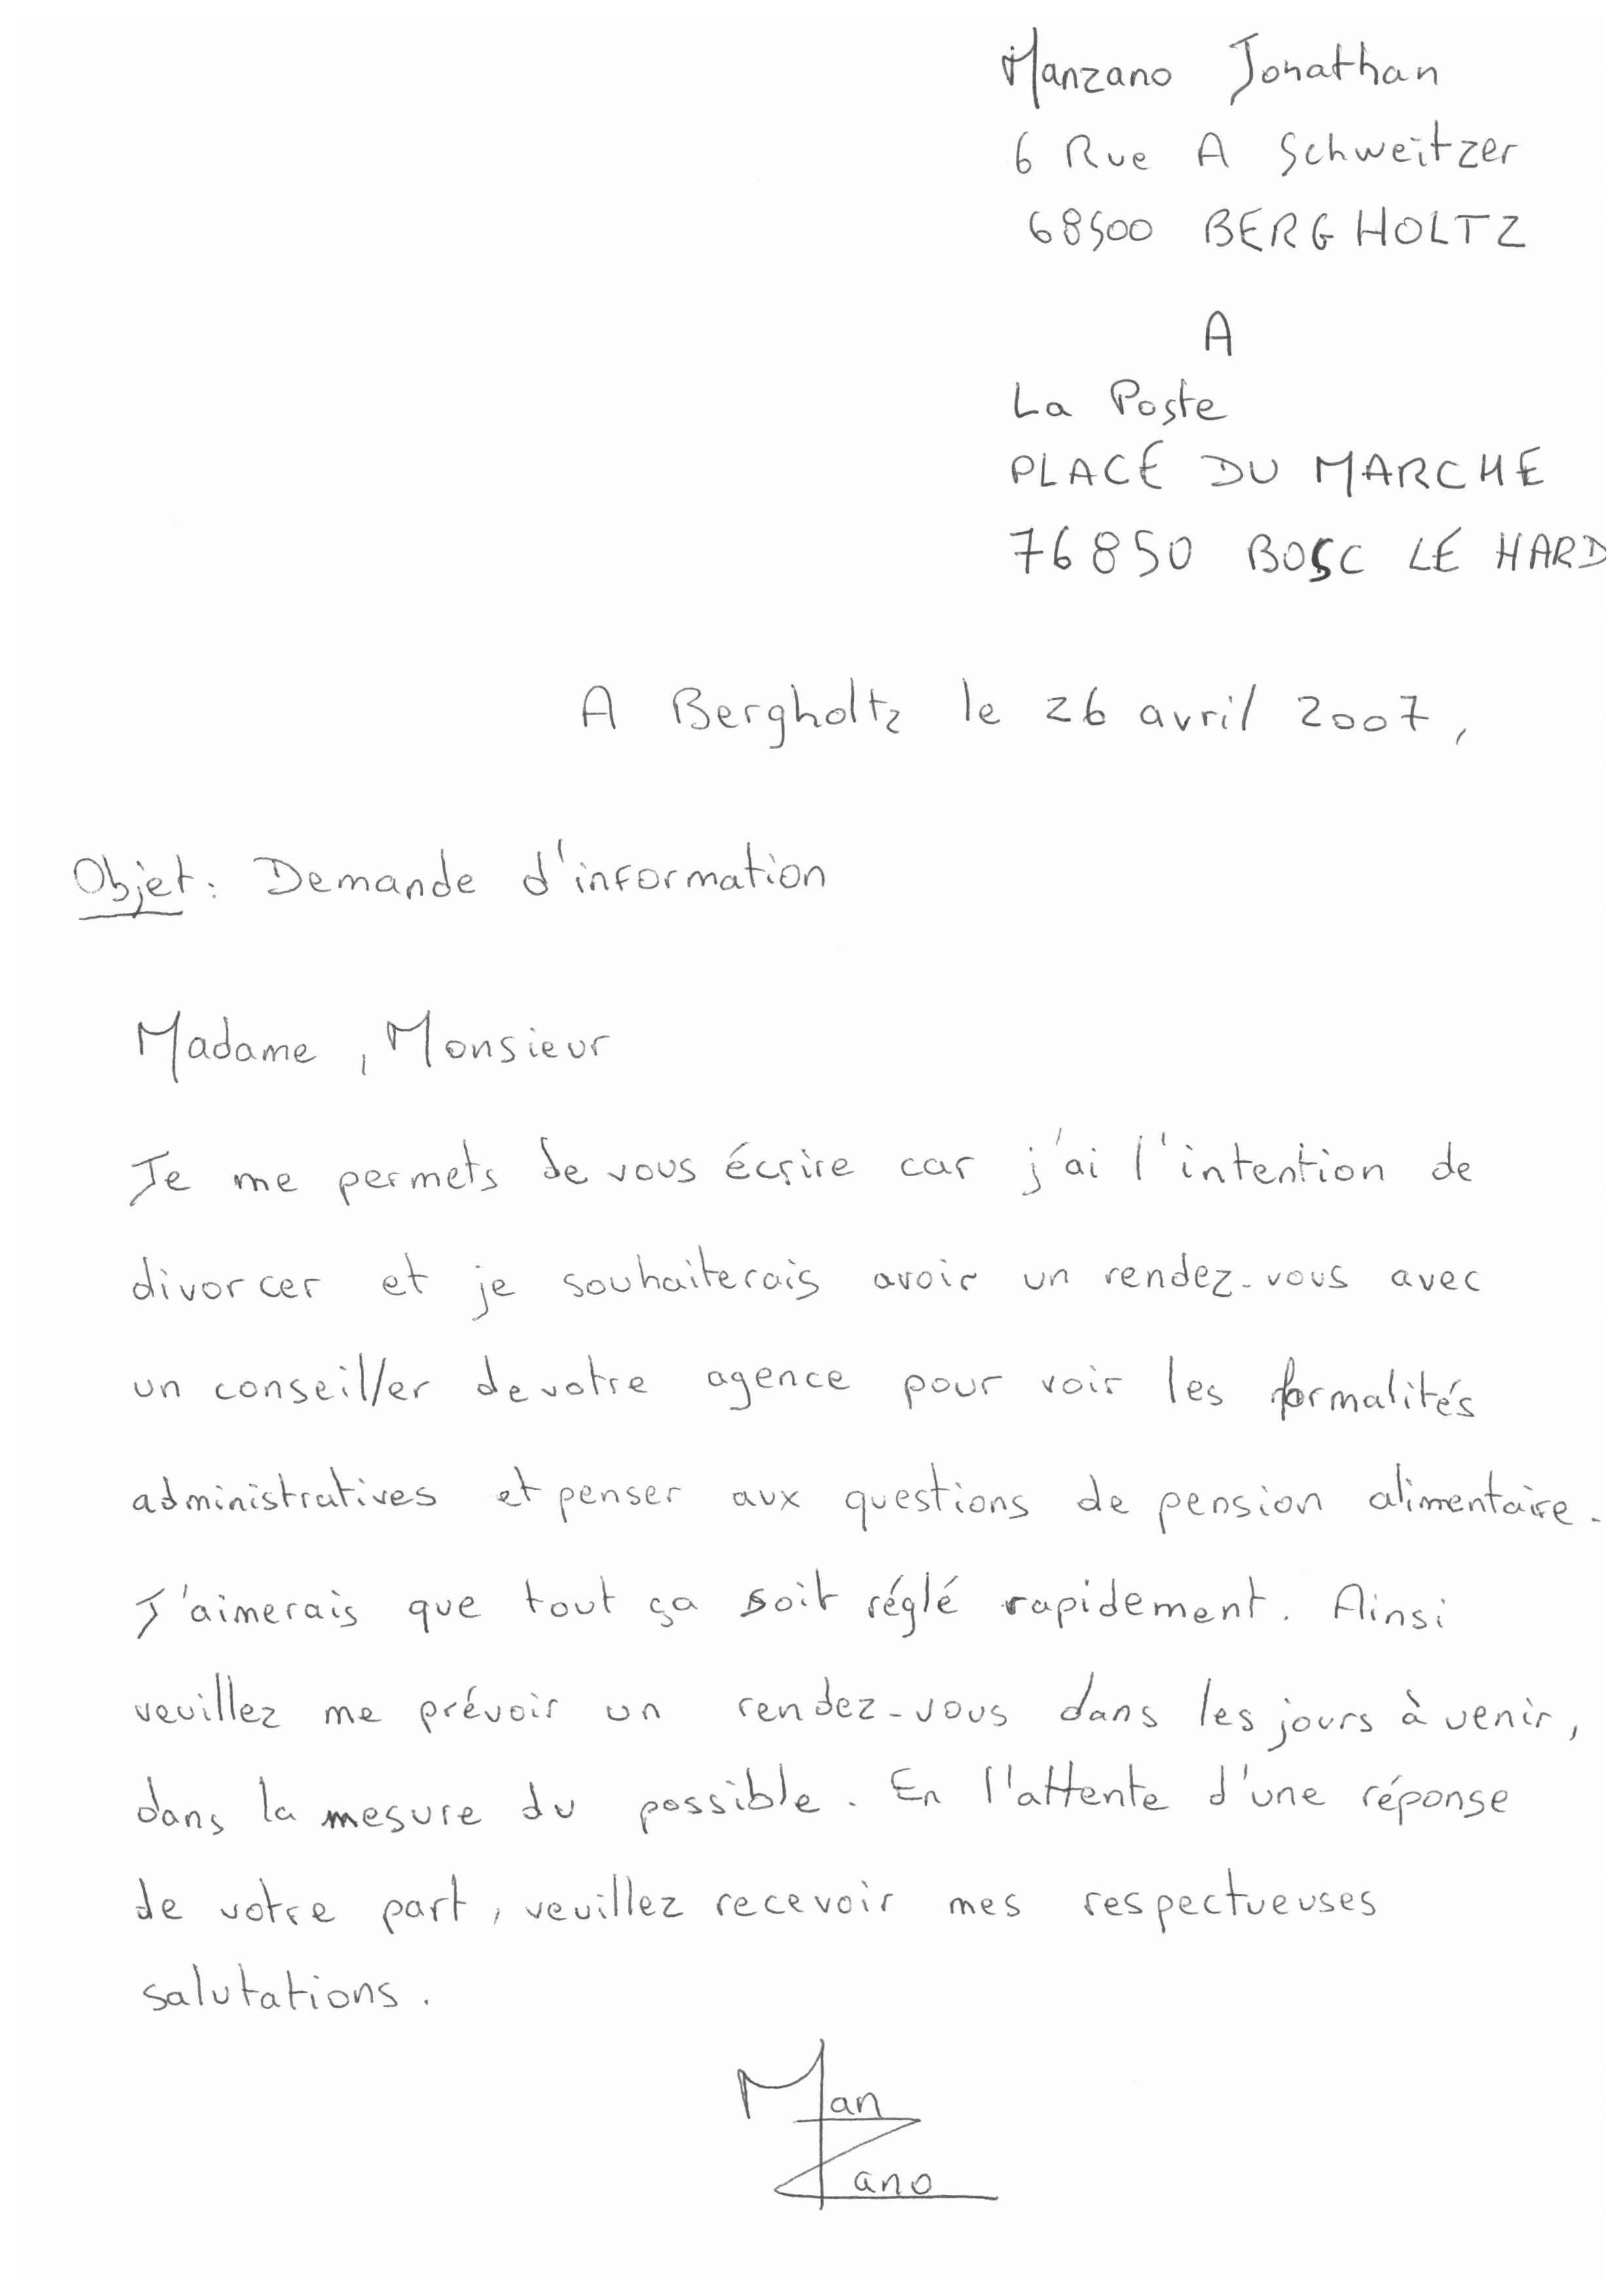 Manzano Jonathan
6 Rue A Schweitzer
68500 BERGHOLTZ
A
La Poste
PLACE DU MARCHE
76850 BOSC LE HARD
A Bergholtz le 26 avril 2007,
Objet : Demande d'information
Madame, Monsieur
Je me permets de vous écrire car j'ai l'intention de
divorcer et je souhaiterais avoir un rendez-vous avec
un conseiller de votre agence pour voir les formalités
administratives et penser aux questions de pension alimentaire.
J'aimerais que tout ça soit réglé rapidement. Ainsi
veuillez me prévoir un rendez-vous dans les jours à venir,
dans la mesure du possible. En l'attente d'une réponse
de votre part, veuillez recevoir mes respectueuses
salutations.
Man
Zano